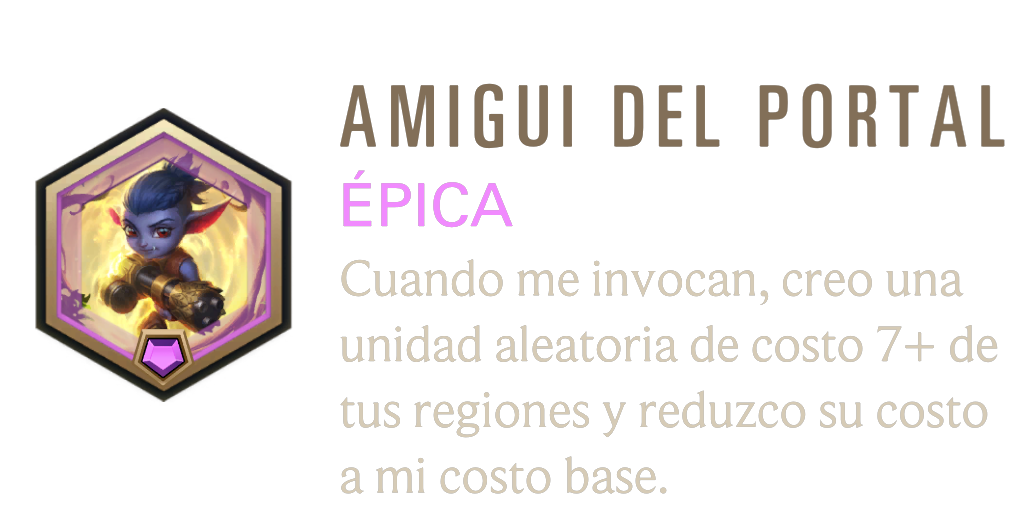 AMIGUI DEL PORTAL
ÉPICA
Cuando me invocan, creo una
unidad aleatoria de costo 7+ de
tus regiones y reduzco su costo
a mi costo base.